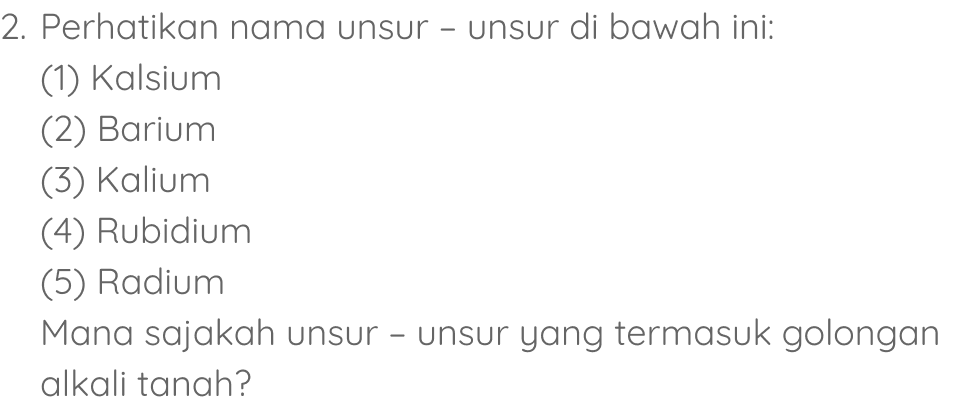 2. Perhatikan nama unsur – unsur di bawah ini:
(1) Kalsium
(2) Barium
(3) Kalium
(4) Rubidium
(5) Radium
Mana sajakah unsur – unsur yang termasuk golongan
alkali tanah?